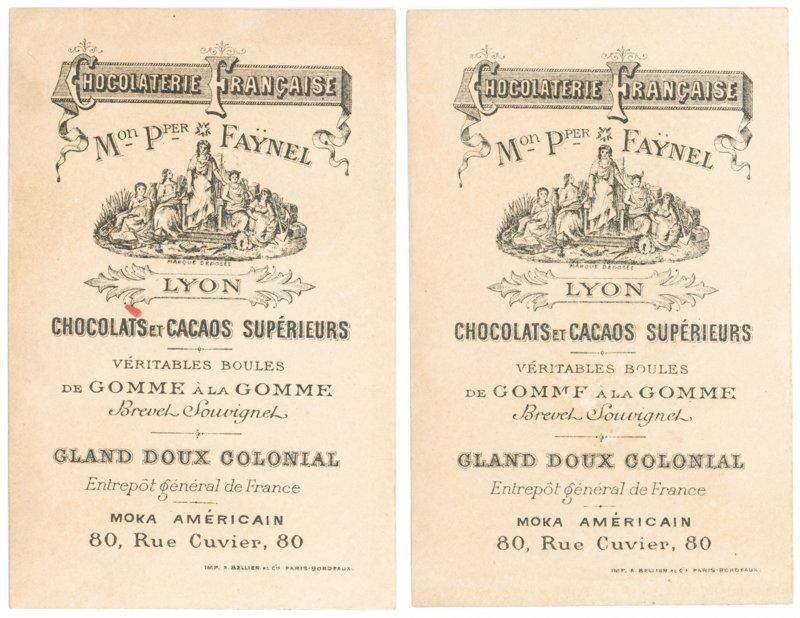 CHOCOLATERIE FRANÇAISE
Mon Pper FAŸNEL
MARQUE DÉPOSÉE
LYON
CHOCOLATS ET CACAOS SUPÉRIEURS
VÉRITABLES BOULES
DE GOMME À LA GOMME
Brevet Souvignet
GLAND DOUX COLONIAL
Entrepôt général de France
MOKA AMÉRICAIN
80, Rue Cuvier, 80
IMP. A. BELLIER et Cie PARIS-BORDEAUX.
CHOCOLATERIE FRANÇAISE
Mon Pper FAŸNEL
MARQUE DÉPOSÉE
LYON
CHOCOLATS ET CACAOS SUPÉRIEURS
VÉRITABLES BOULES
DE GOMME À LA GOMME
Brevet Souvignet
GLAND DOUX COLONIAL
Entrepôt général de France
MOKA AMÉRICAIN
80, Rue Cuvier, 80
IMP. A. BELLIER et Cie PARIS-BORDEAUX.